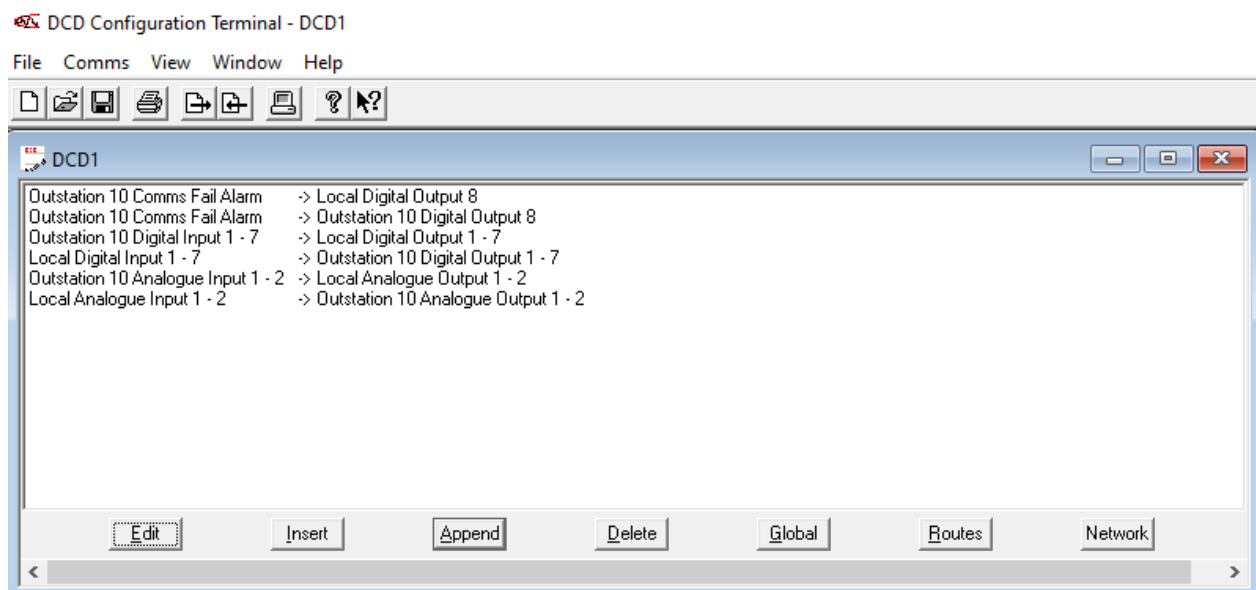 DCD Configuration Terminal - DCD1
File Comms View Window Help
DCD1
Outstation 10 Comms Fail Alarm -> Local Digital Output 8
Outstation 10 Comms Fail Alarm -> Outstation 10 Digital Output 8
Outstation 10 Digital Input 1 - 7 -> Local Digital Output 1 - 7
Local Digital Input 1 - 7 -> Outstation 10 Digital Output 1 - 7
Outstation 10 Analogue Input 1 - 2 -> Local Analogue Output 1 - 2
Local Analogue Input 1 - 2 -> Outstation 10 Analogue Output 1 - 2
Edit Insert Append Delete Global Routes Network